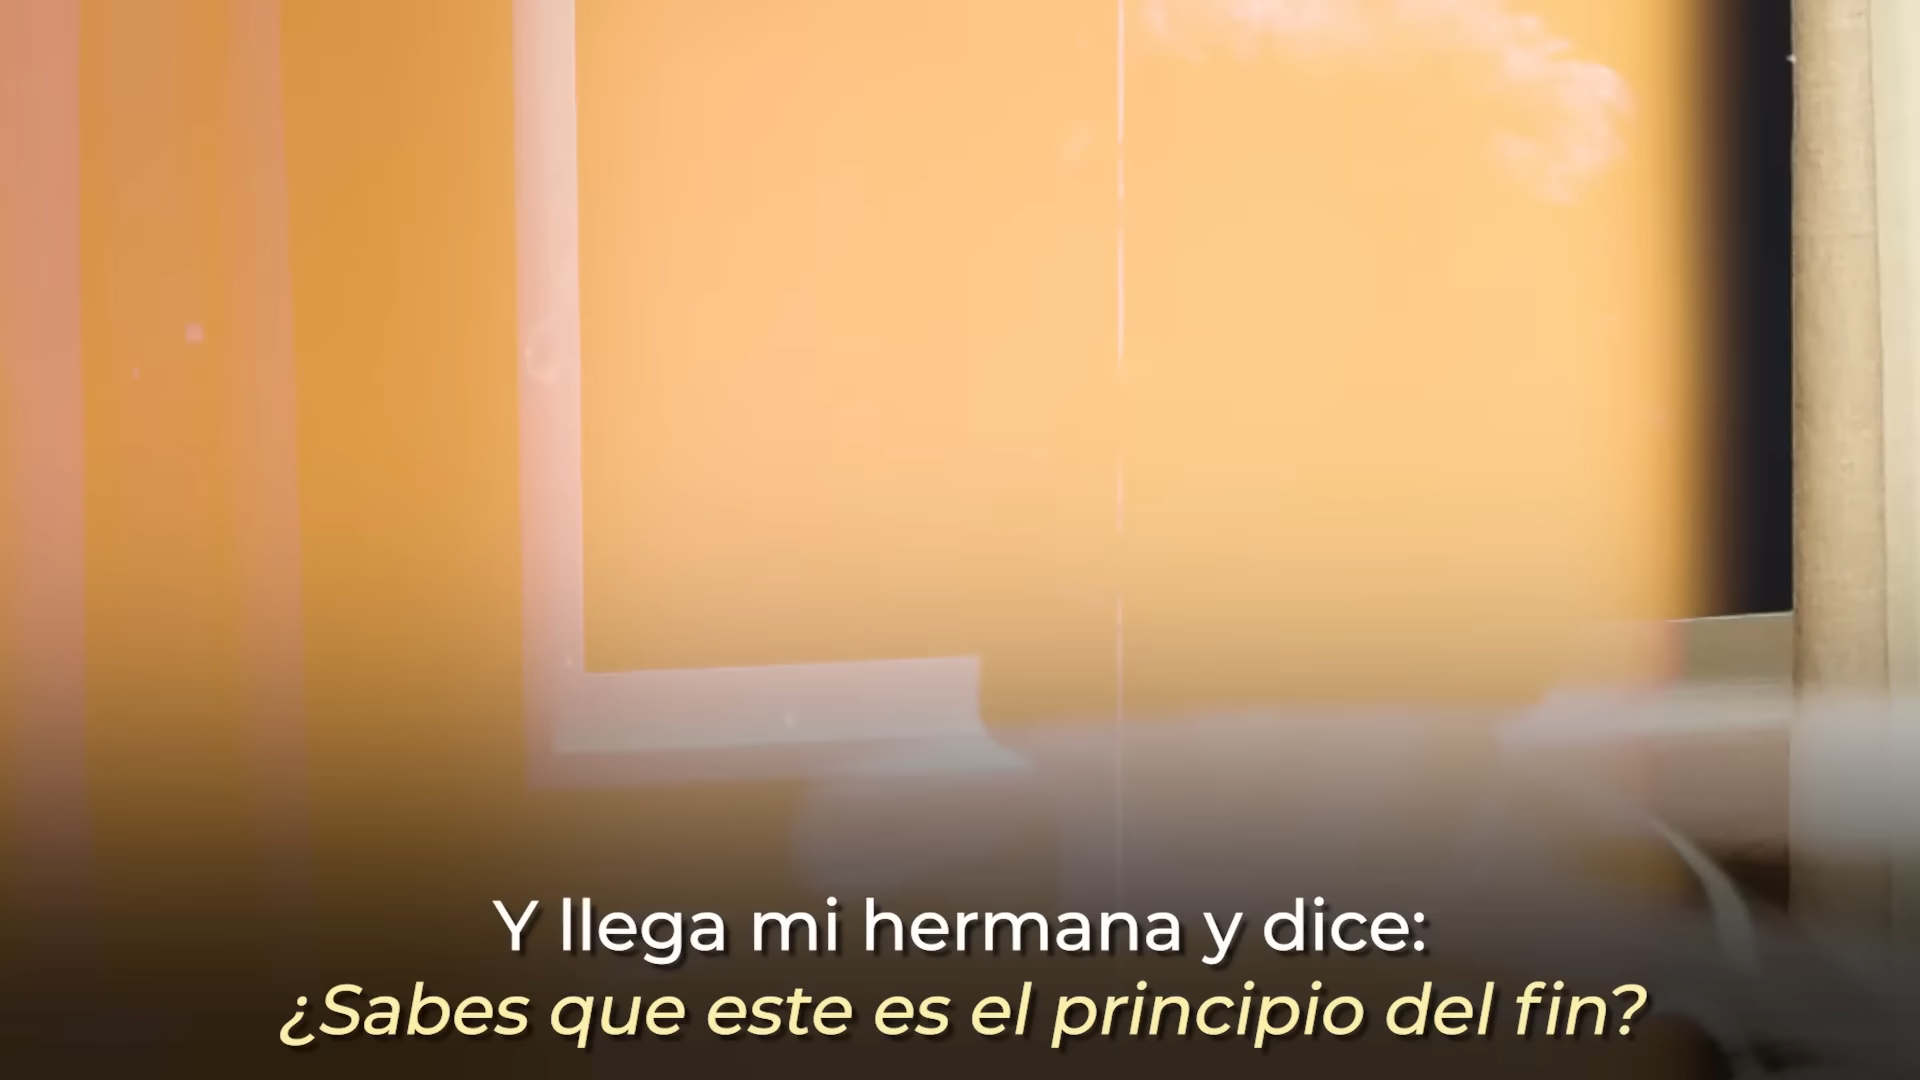 Y llega mi hermana y dice:
¿Sabes que este es el principio del fin?